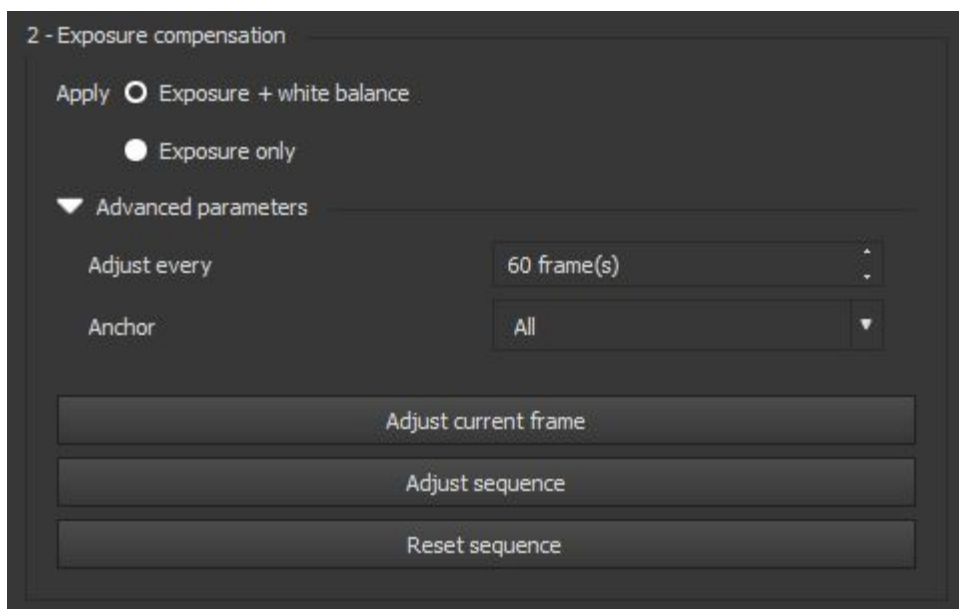 2 - Exposure compensation
Apply Exposure + white balance
Exposure only
Advanced parameters
Adjust every 60 frame(s)
Anchor All
Adjust current frame
Adjust sequence
Reset sequence